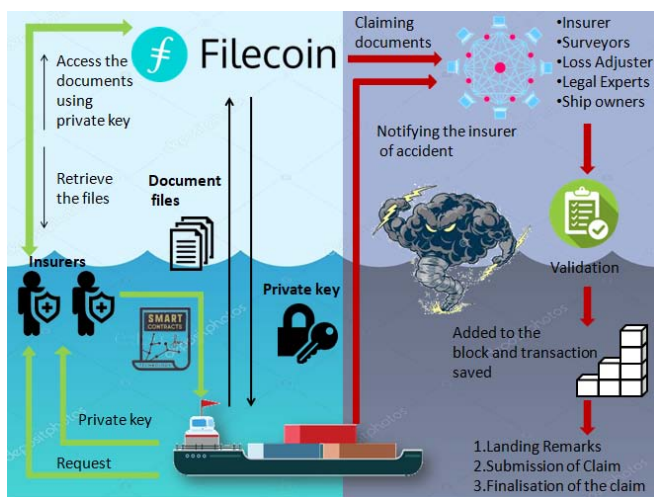 Filecoin
Access the
documents
using
private key
Retrieve
the files
Document
files
Insurers
SMART
CONTRACTS
Private key
Private key
Request
Claiming
documents
•Insurer
•Surveyors
•Loss Adjuster
•Legal Experts
•Ship owners
Notifying the insurer
of accident
Validation
Added to the
block and transaction
saved
1.Landing Remarks
2.Submission of Claim
3.Finalisation of the claim
depositphotos
depositphotos